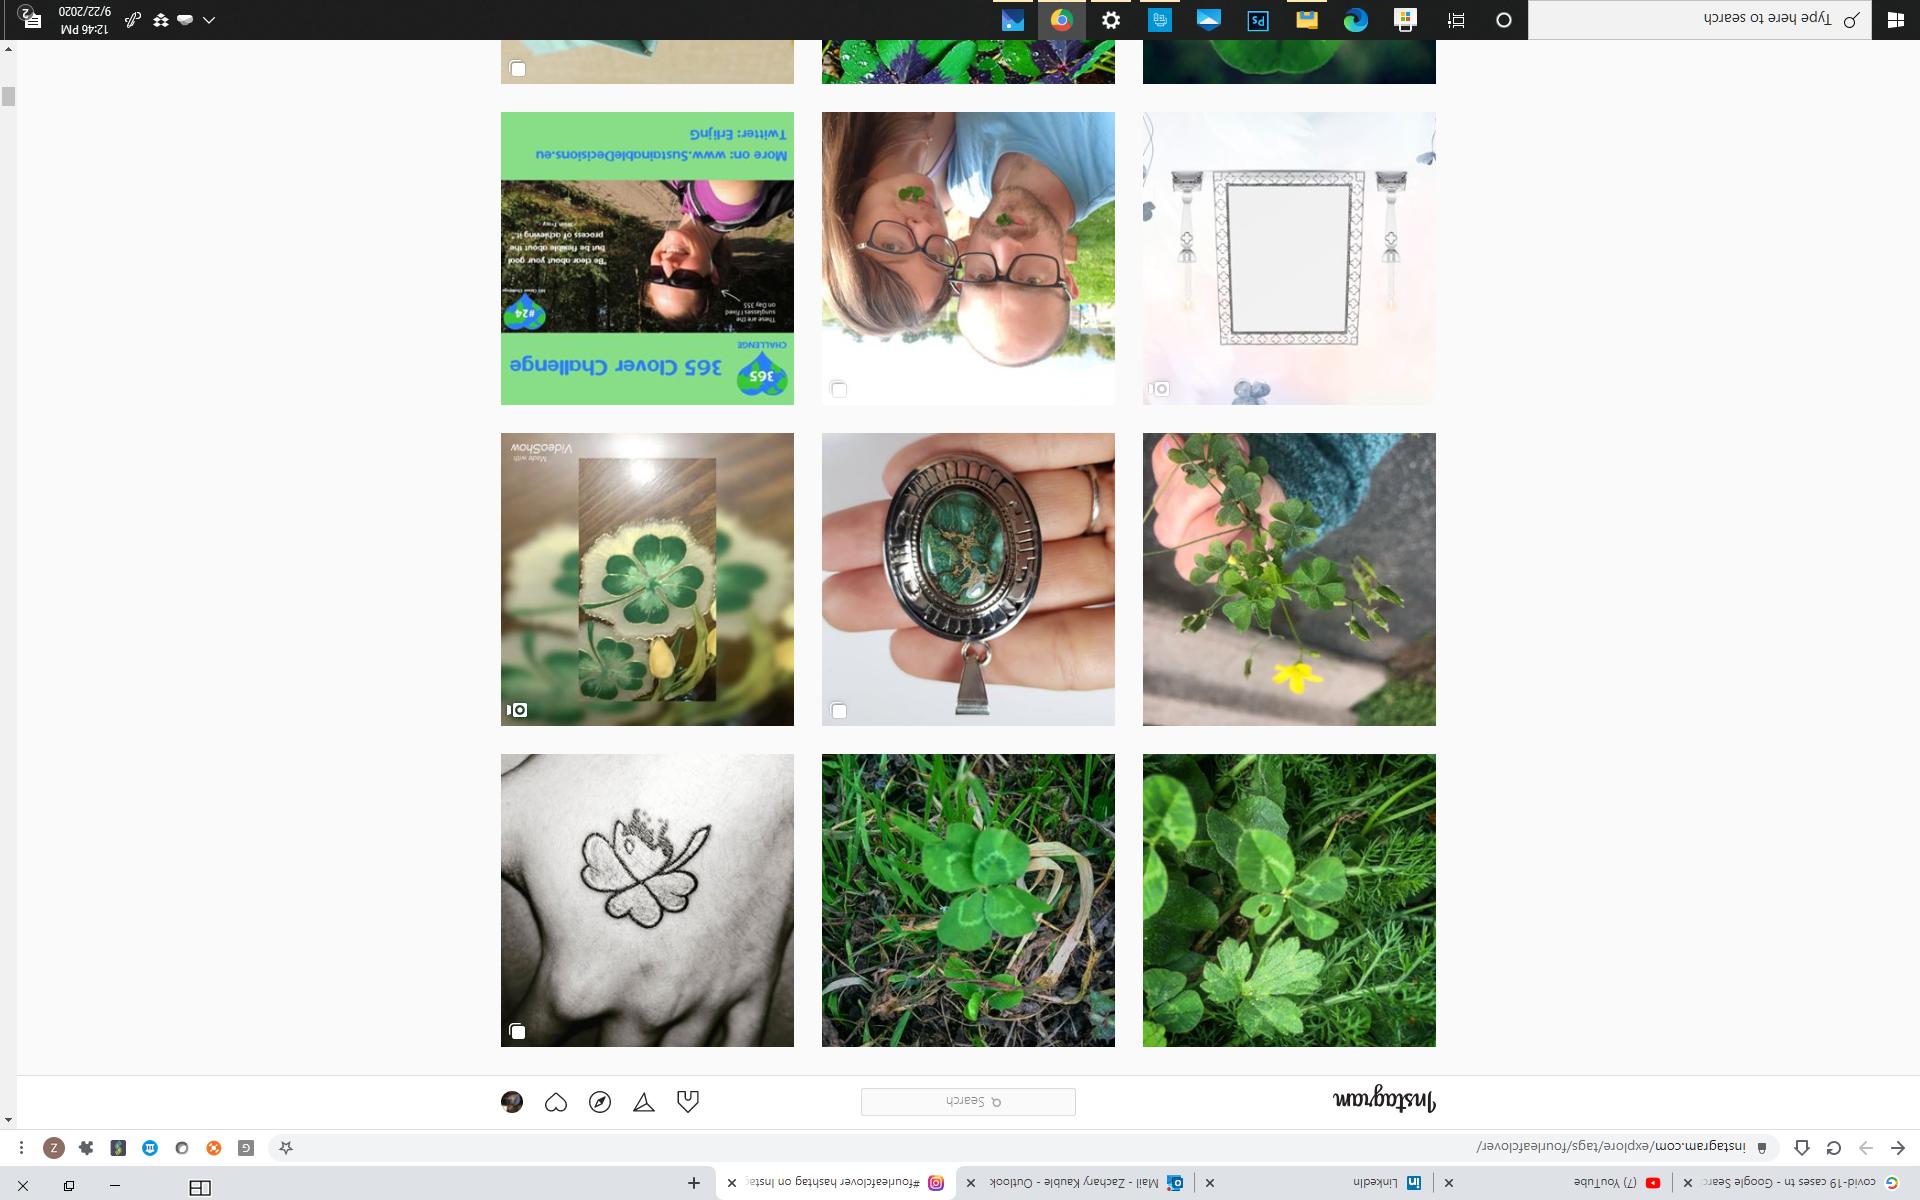 covid-19 cases tn - Google Searc
(7) YouTube
LinkedIn
Mail - Zachary Kauble - Outlook
#fourleafclover hashtag on Insta
instagram.com/explore/tags/fourleafclover/
G
Z
Instagram
Search
Made with
VideoShow
365
CHALLENGE
365 Clover Challenge
These are the
sunglasses I fixed
on Day 355
#24
"Be clear about your goal
but be flexible about the
process of achieving it."
More on: www.SustainableDecisions.eu
Twitter: ErlijnG
Type here to search
Ps
12:46 PM
9/22/2020
2